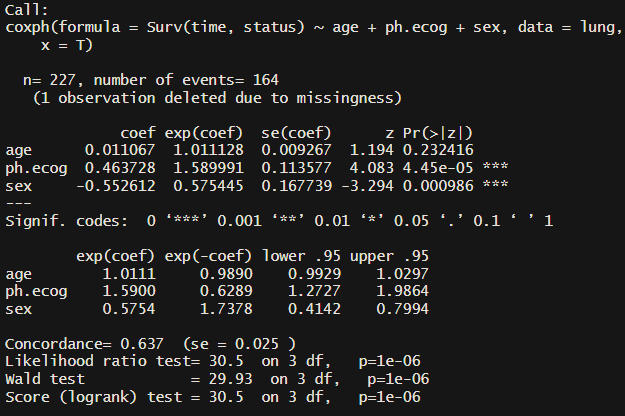 Call:
coxph(formula = Surv(time, status) ~ age + ph.ecog + sex, data = lung,
    x = T)

  n= 227, number of events= 164
   (1 observation deleted due to missingness)

             coef exp(coef)  se(coef)      z Pr(>|z|)
age      0.011067  1.011128  0.009267  1.194 0.232416
ph.ecog  0.463728  1.589991  0.113577  4.083 4.45e-05 ***
sex     -0.552612  0.575445  0.167739 -3.294 0.000986 ***
---
Signif. codes:  0 ‘***’ 0.001 ‘**’ 0.01 ‘*’ 0.05 ‘.’ 0.1 ‘ ’ 1

        exp(coef) exp(-coef) lower .95 upper .95
age        1.0111     0.9890    0.9929    1.0297
ph.ecog    1.5900     0.6289    1.2727    1.9864
sex        0.5754     1.7378    0.4142    0.7994

Concordance= 0.637  (se = 0.025 )
Likelihood ratio test= 30.5  on 3 df,   p=1e-06
Wald test            = 29.93  on 3 df,   p=1e-06
Score (logrank) test = 30.5  on 3 df,   p=1e-06